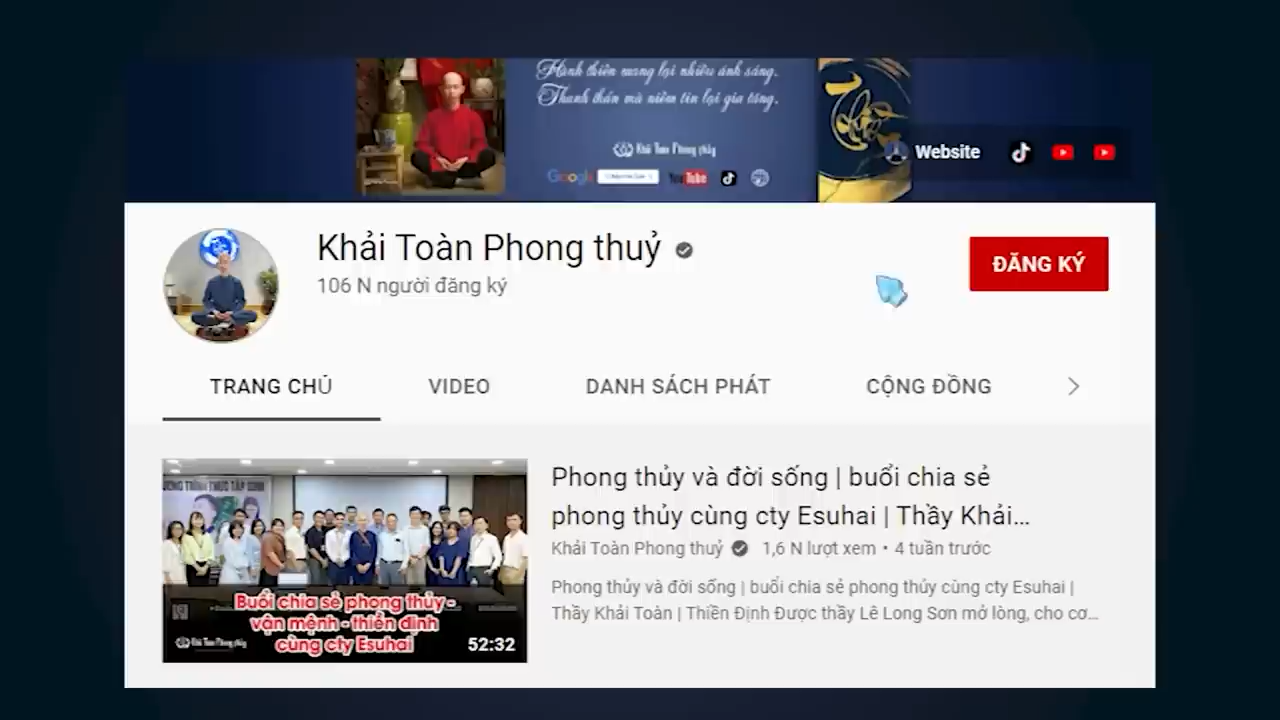 Hành thiền mang lại nhiều ánh sáng.
Thanh thản mà niềm tin lại gia tăng.
Khải Toàn Phong thủy
Google
YouTube
Website
Khải Toàn Phong thuỷ
106 N người đăng ký
ĐĂNG KÝ
TRANG CHỦ
VIDEO
DANH SÁCH PHÁT
CỘNG ĐỒNG
Buổi chia sẻ phong thủy -
vận mệnh - thiền định
cùng cty Esuhai
Khải Toàn Phong thủy
52:32
Phong thủy và đời sống | buổi chia sẻ
phong thủy cùng cty Esuhai | Thầy Khải...
Khải Toàn Phong thuỷ
1,6 N lượt xem • 4 tuần trước
Phong thủy và đời sống | buổi chia sẻ phong thủy cùng cty Esuhai |
Thầy Khải Toàn | Thiền Định Được thầy Lê Long Sơn mở lòng, cho cơ...